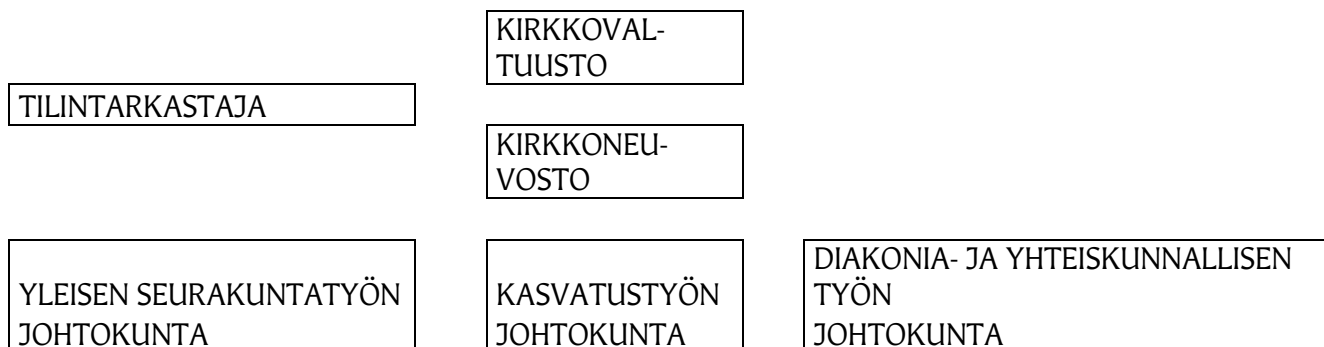 KIRKKOVAL-
TUUSTO
TILINTARKASTAJA
KIRKKONEU-
VOSTO
YLEISEN SEURAKUNTATYÖN
JOHTOKUNTA
KASVATUSTYÖN
JOHTOKUNTA
DIAKONIA- JA YHTEISKUNNALLISEN
TYÖN
JOHTOKUNTA